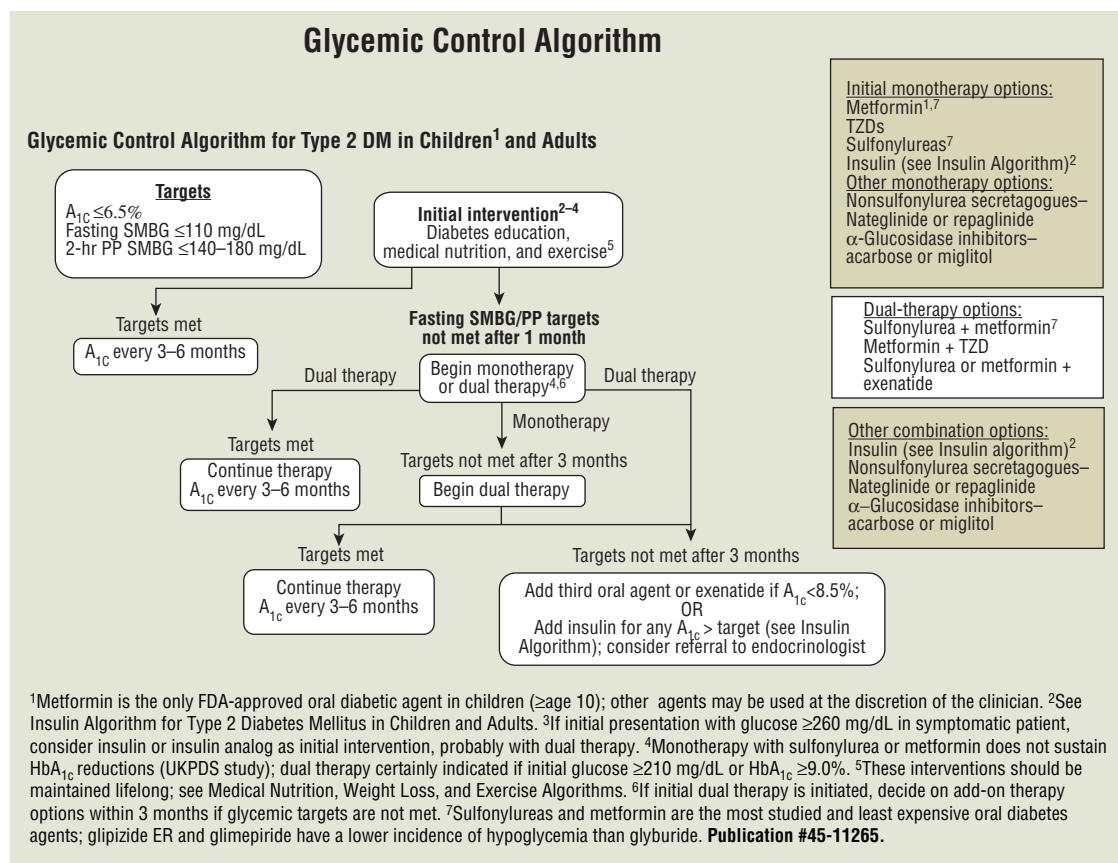 Glycemic Control Algorithm
Glycemic Control Algorithm for Type 2 DM in Children1 and Adults
Targets
A1C ≤6.5%
Fasting SMBG ≤110 mg/dL
2-hr PP SMBG ≤140–180 mg/dL
Initial intervention2–4
Diabetes education,
medical nutrition, and exercise5
Targets met
A1C every 3–6 months
Fasting SMBG/PP targets
not met after 1 month
Begin monotherapy
or dual therapy4,6
Dual therapy
Dual therapy
Monotherapy
Targets met
Continue therapy
A1C every 3–6 months
Targets not met after 3 months
Begin dual therapy
Targets met
Continue therapy
A1c every 3–6 months
Targets not met after 3 months
Add third oral agent or exenatide if A1c<8.5%;
OR
Add insulin for any A1c > target (see Insulin
Algorithm); consider referral to endocrinologist
Initial monotherapy options:
Metformin1,7
TZDs
Sulfonylureas7
Insulin (see Insulin Algorithm)2
Other monotherapy options:
Nonsulfonylurea secretagogues–
Nateglinide or repaglinide
α-Glucosidase inhibitors–
acarbose or miglitol
Dual-therapy options:
Sulfonylurea + metformin7
Metformin + TZD
Sulfonylurea or metformin +
exenatide
Other combination options:
Insulin (see Insulin algorithm)2
Nonsulfonylurea secretagogues–
Nateglinide or repaglinide
α–Glucosidase inhibitors–
acarbose or miglitol
1Metformin is the only FDA-approved oral diabetic agent in children (≥age 10); other agents may be used at the discretion of the clinician. 2See
Insulin Algorithm for Type 2 Diabetes Mellitus in Children and Adults. 3If initial presentation with glucose ≥260 mg/dL in symptomatic patient,
consider insulin or insulin analog as initial intervention, probably with dual therapy. 4Monotherapy with sulfonylurea or metformin does not sustain
HbA1c reductions (UKPDS study); dual therapy certainly indicated if initial glucose ≥210 mg/dL or HbA1c ≥9.0%. 5These interventions should be
maintained lifelong; see Medical Nutrition, Weight Loss, and Exercise Algorithms. 6If initial dual therapy is initiated, decide on add-on therapy
options within 3 months if glycemic targets are not met. 7Sulfonylureas and metformin are the most studied and least expensive oral diabetes
agents; glipizide ER and glimepiride have a lower incidence of hypoglycemia than glyburide. Publication #45-11265.